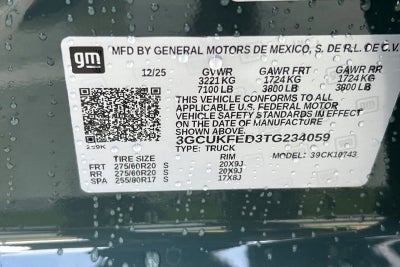 gm MFD BY GENERAL MOTORS DE MEXICO, S. DE R.L. DE C.V.
12/25 GVWR GAWR FRT GAWR RR
3221 KG 1724 KG 1724 KG
7100 LB 3800 LB 3800 LB
THIS VEHICLE CONFORMS TO ALL
APPLICABLE U.S. FEDERAL MOTOR
VEHICLE SAFETY STANDARDS IN EFFECT
ON THE DATE OF MANUFACTURE
3GCUKFED3TG234059
TYPE: TRUCK MODEL: 39CK10743
TIRE SIZE RIM
FRT 275/60R20 S 20X9J
RR 275/60R20 S 20X9J
SPA 255/80R17 S 17X8J